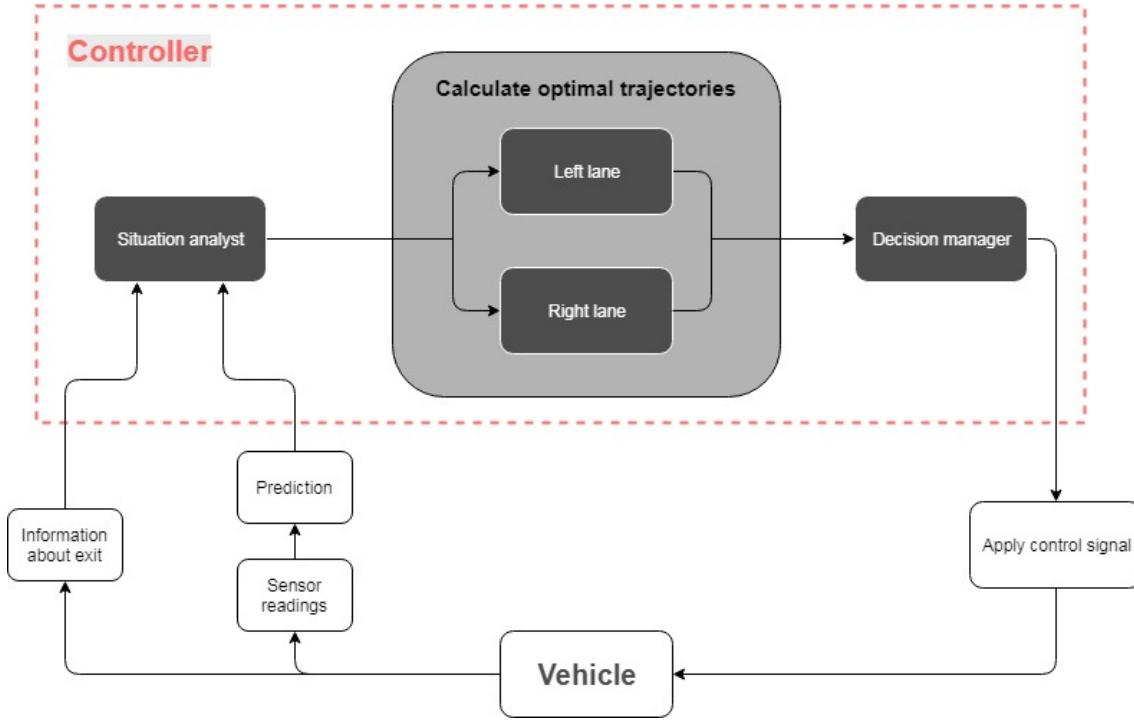 Controller
Calculate optimal trajectories
Left lane
Situation analyst
Decision manager
Right lane
Prediction
Information
about exit
Apply control signal
Sensor
readings
Vehicle